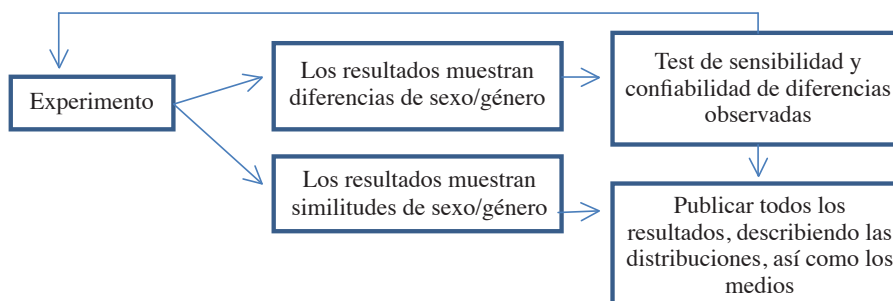 Experimento
Los resultados muestran
diferencias de sexo/género
Test de sensibilidad y
confiabilidad de diferencias
observadas
Los resultados muestran
similitudes de sexo/género
Publicar todos los
resultados, describiendo las
distribuciones, así como los
medios